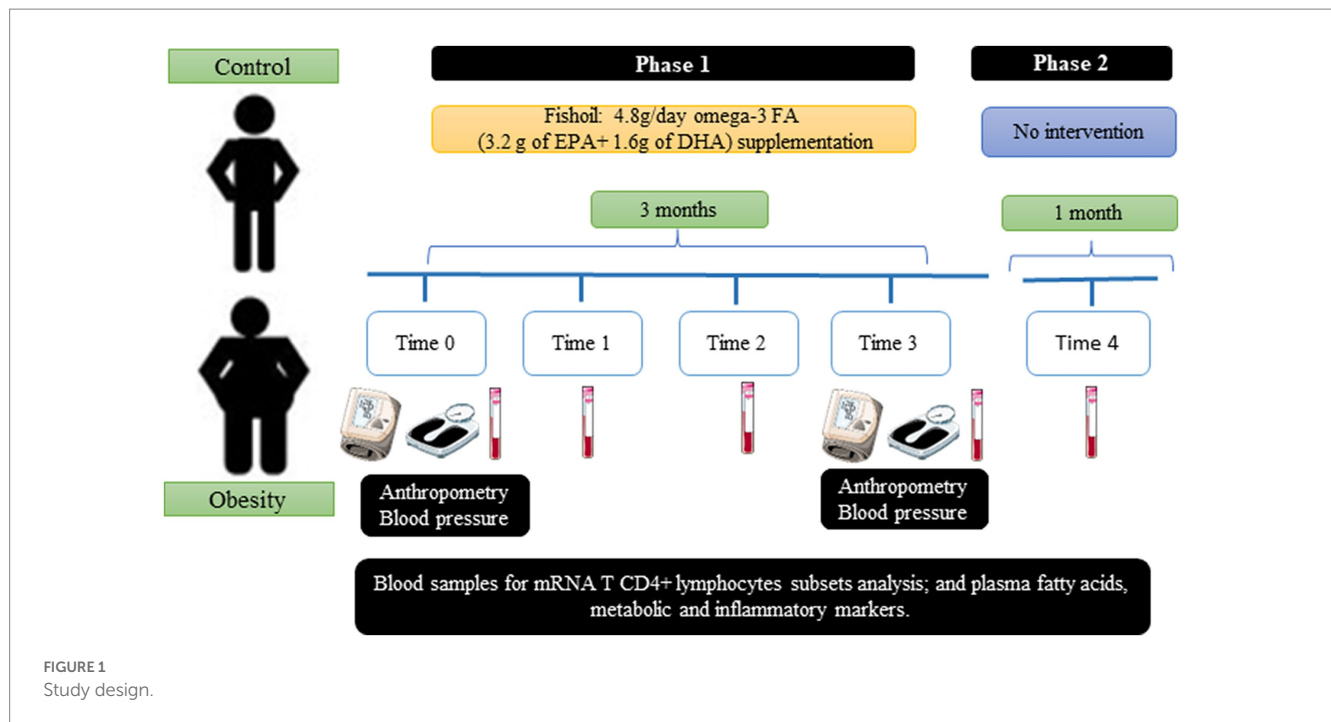 Control
Phase 1
Phase 2
Fishoil: 4.8g/day omega-3 FA
(3.2 g of EPA+ 1.6g of DHA) supplementation
No intervention
3 months
1 month
Time 0
Time 1
Time 2
Time 3
Time 4
Obesity
Anthropometry
Blood pressure
Anthropometry
Blood pressure
Blood samples for mRNA T CD4+ lymphocytes subsets analysis; and plasma fatty acids,
metabolic and inflammatory markers.
FIGURE 1
Study design.